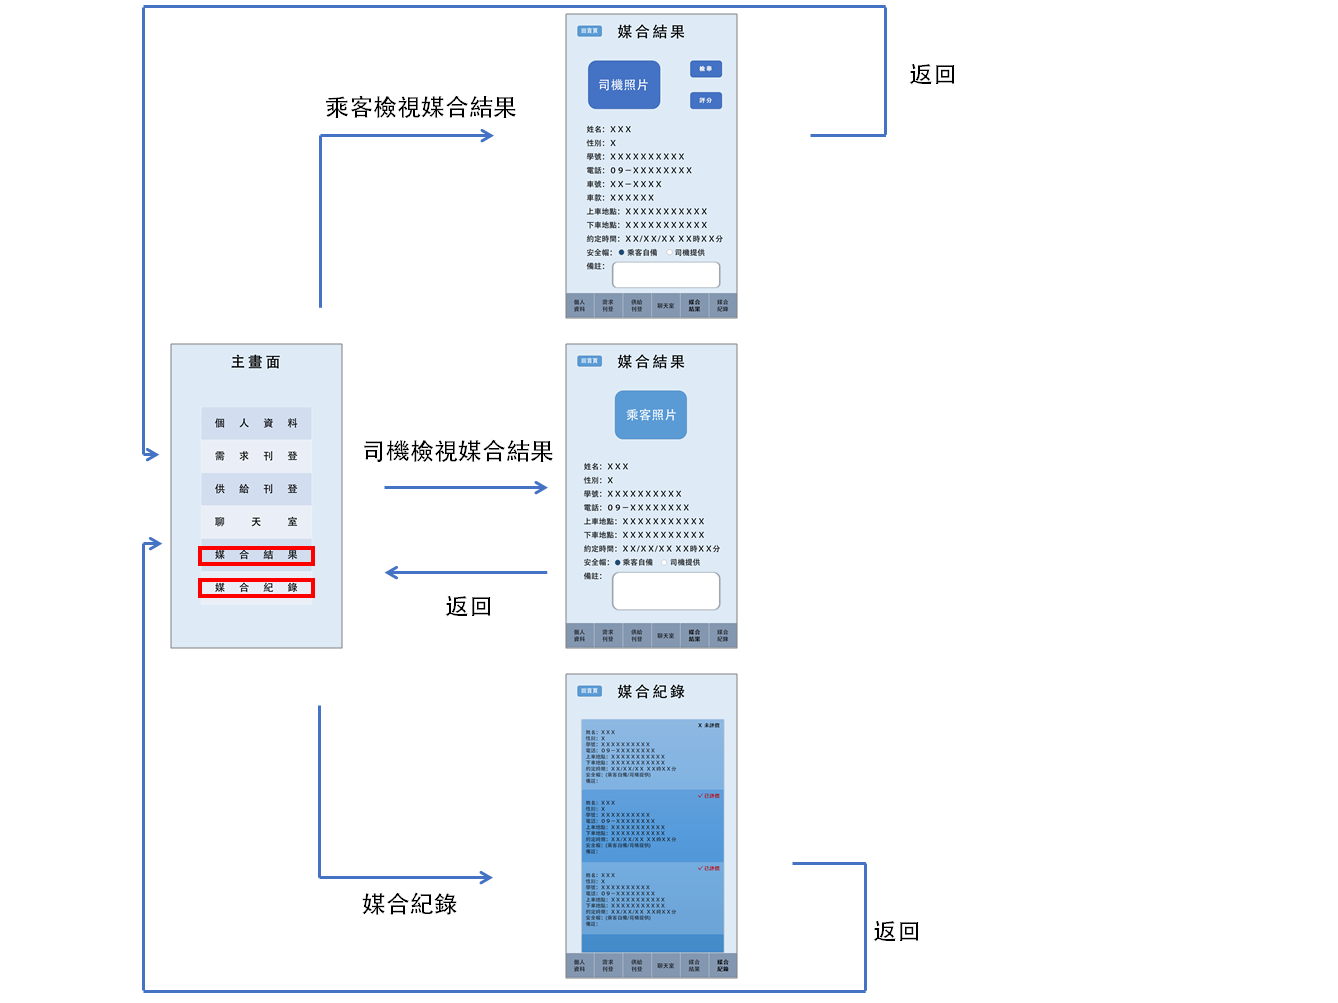 回首頁 媒合結果
司機照片
檢舉
評分
姓名：XXX
性別：X
學號：XXXXXXXXXX
電話：09－XXXXXXXX
車號：XX－XXXX
車款：XXXXXX
上車地點：XXXXXXXXXXX
下車地點：XXXXXXXXXXX
約定時間：XX/XX/XX XX時XX分
安全帽： 乘客自備 司機提供
備註：
個人資料 需求刊登 供給刊登 聊天室 媒合結果 媒合紀錄
返回
乘客檢視媒合結果
主畫面
個人資料
需求刊登
供給刊登
聊天室
媒合結果
媒合紀錄
司機檢視媒合結果
返回
回首頁 媒合結果
乘客照片
姓名：XXX
性別：X
學號：XXXXXXXXXX
電話：09－XXXXXXXX
上車地點：XXXXXXXXXXX
下車地點：XXXXXXXXXXX
約定時間：XX/XX/XX XX時XX分
安全帽： 乘客自備 司機提供
備註：
個人資料 需求刊登 供給刊登 聊天室 媒合結果 媒合紀錄
媒合紀錄
回首頁 媒合紀錄
X 未評價
姓名：XXX
性別：X
學號：XXXXXXXXXX
電話：09－XXXXXXXX
上車地點：XXXXXXXXXXX
下車地點：XXXXXXXXXXX
約定時間：XX/XX/XX XX時XX分
安全帽：(乘客自備/司機提供)
備註：
✓ 已評價
姓名：XXX
性別：X
學號：XXXXXXXXXX
電話：09－XXXXXXXX
上車地點：XXXXXXXXXXX
下車地點：XXXXXXXXXXX
約定時間：XX/XX/XX XX時XX分
安全帽：(乘客自備/司機提供)
備註：
✓ 已評價
姓名：XXX
性別：X
學號：XXXXXXXXXX
電話：09－XXXXXXXX
上車地點：XXXXXXXXXXX
下車地點：XXXXXXXXXXX
約定時間：XX/XX/XX XX時XX分
安全帽：(乘客自備/司機提供)
備註：
個人資料 需求刊登 供給刊登 聊天室 媒合結果 媒合紀錄
返回